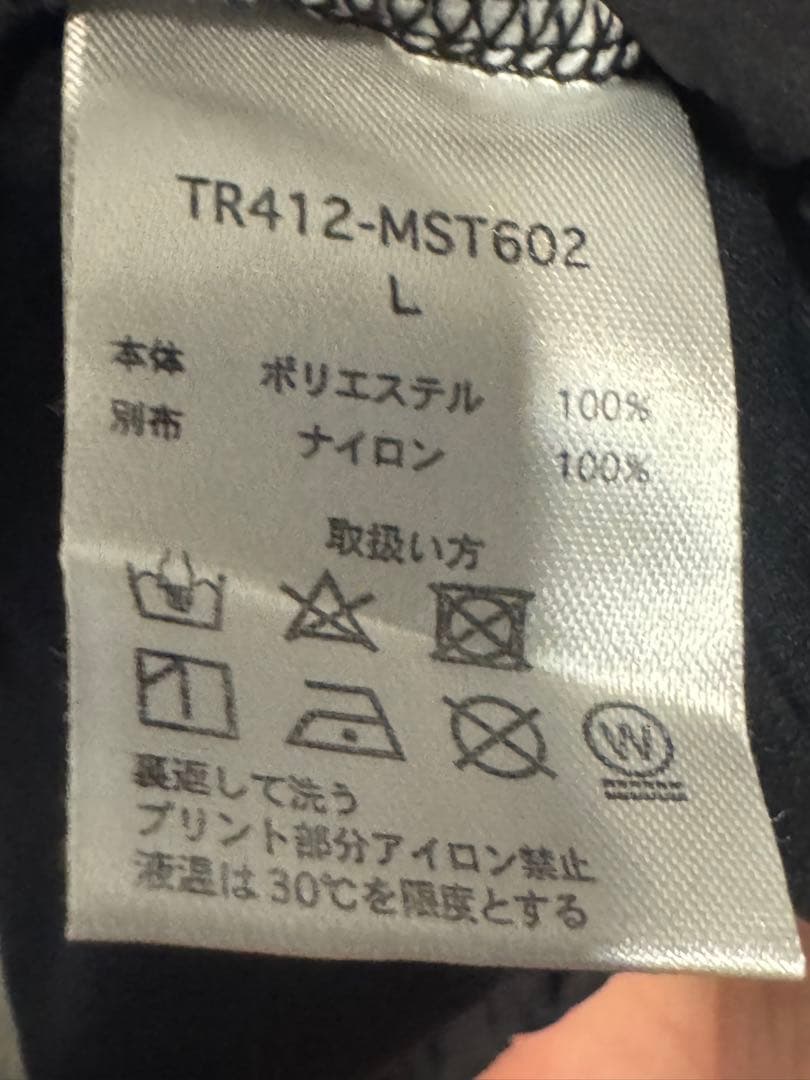 TR412-MST602
L
本体 ポリエステル 100%
別布 ナイロン 100%
取扱い方
W
裏返して洗う
プリント部分アイロン禁止
液温は30℃を限度とする